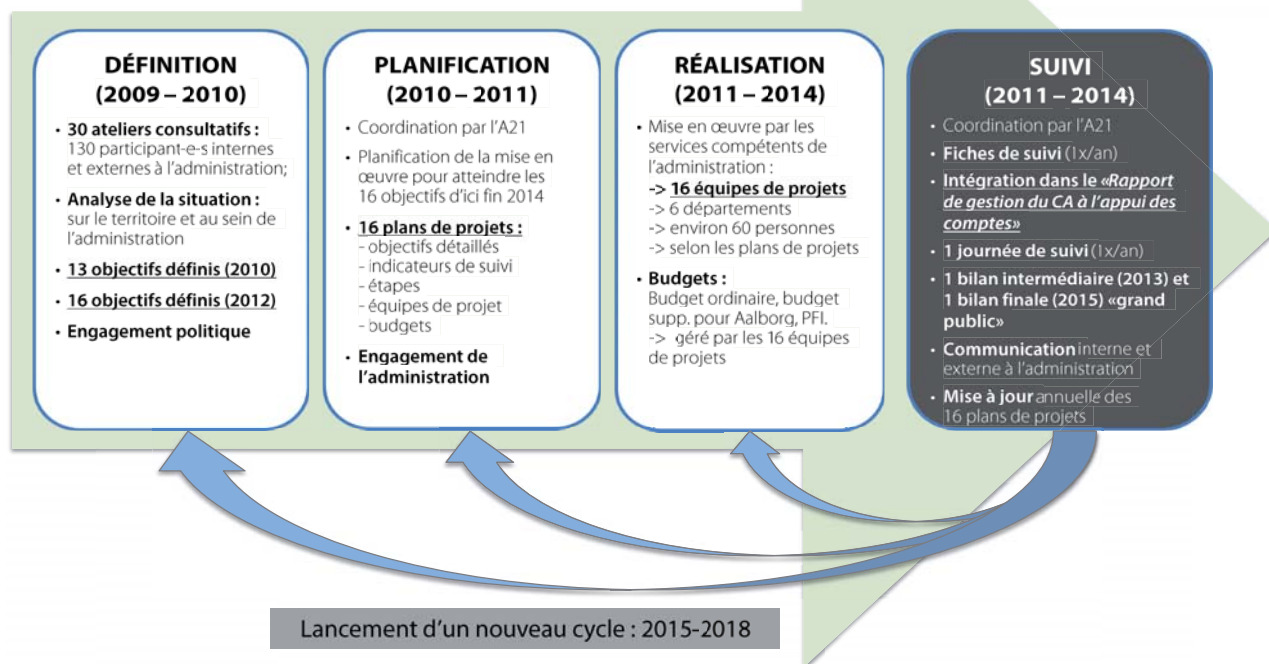 DÉFINITION
(2009 – 2010)
• 30 ateliers consultatifs :
130 participant-e-s internes
et externes à l'administration;
• Analyse de la situation :
sur le territoire et au sein de
l'administration
• 13 objectifs définis (2010)
• 16 objectifs définis (2012)
• Engagement politique
PLANIFICATION
(2010 – 2011)
• Coordination par l'A21
• Planification de la mise en
œuvre pour atteindre les
16 objectifs d'ici fin 2014
• 16 plans de projets :
- objectifs détaillés
- indicateurs de suivi
- étapes
- équipes de projet
- budgets
• Engagement de
l'administration
RÉALISATION
(2011 – 2014)
• Mise en œuvre par les
services compétents de
l'administration :
-> 16 équipes de projets
-> 6 départements
-> environ 60 personnes
-> selon les plans de projets
• Budgets :
Budget ordinaire, budget
supp. pour Aalborg, PFI.
-> géré par les 16 équipes
de projets
SUIVI
(2011 – 2014)
• Coordination par l'A21
• Fiches de suivi (1x/an)
• Intégration dans le «Rapport
de gestion du CA à l'appui des
comptes»
• 1 journée de suivi (1x/an)
• 1 bilan intermédiaire (2013) et
1 bilan finale (2015) «grand
public»
• Communication interne et
externe à l'administration
• Mise à jour annuelle des
16 plans de projets
Lancement d'un nouveau cycle : 2015-2018